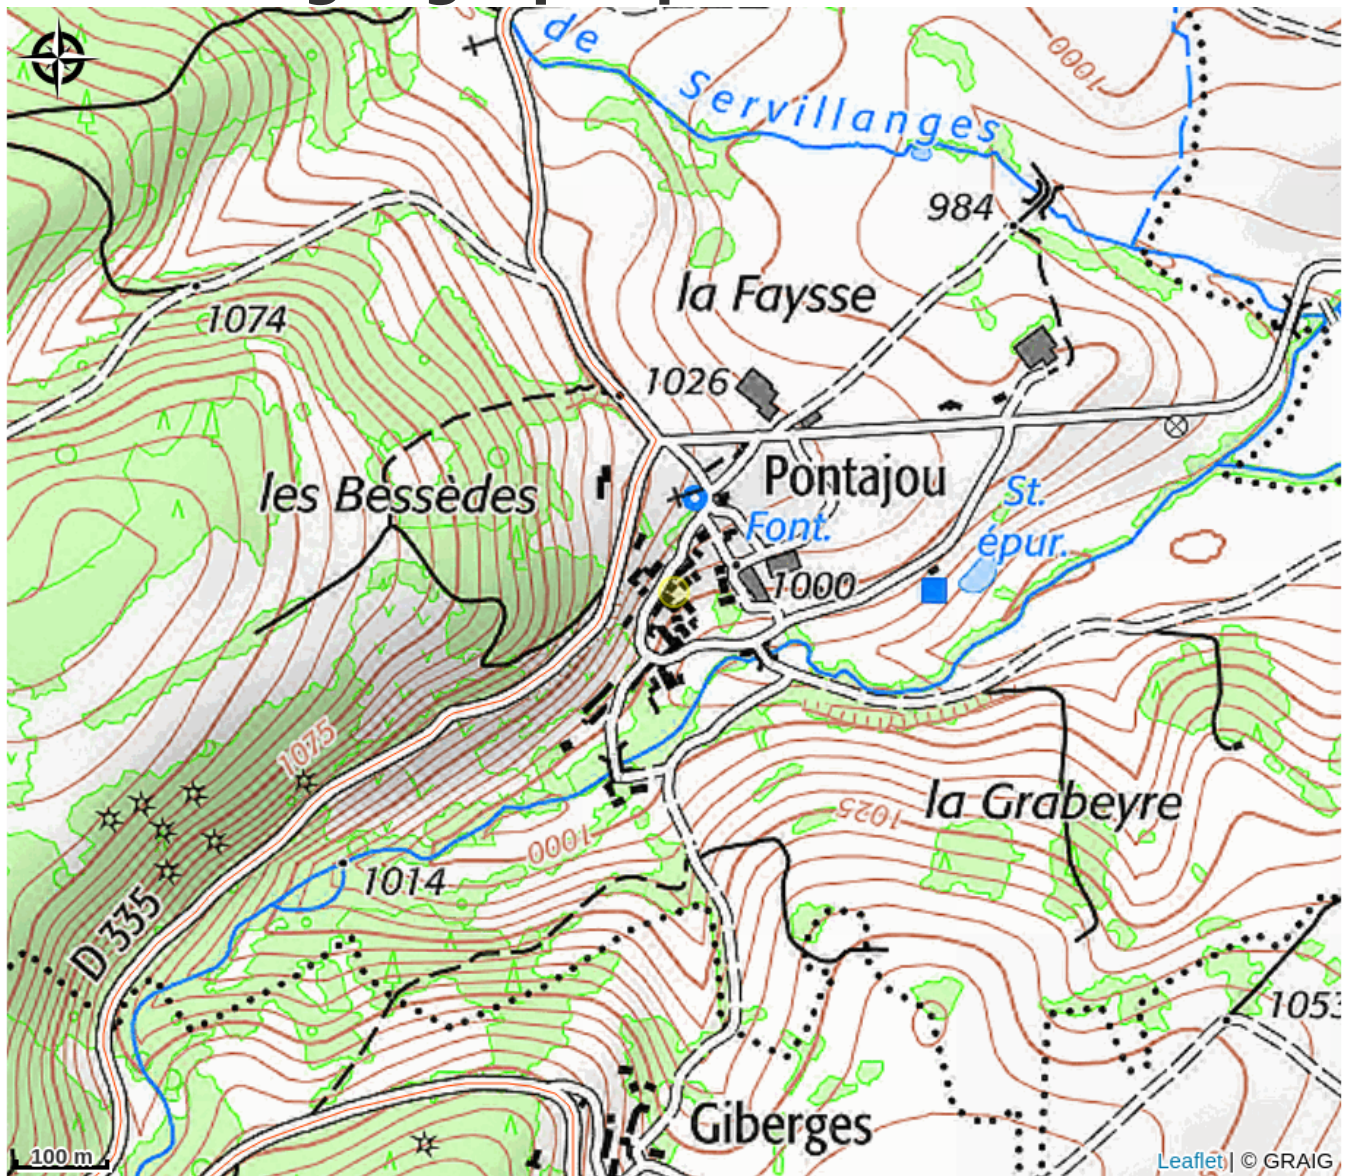 de
Servillanges
1000
984
la Faysse
1074
1026
Pontajou
les Bessèdes
St.
épur.
Font.
1000
1075
la Grabeyre
1025
1000
1014
D 335
1053
Giberges
100 m
Leaflet | © GRAIG